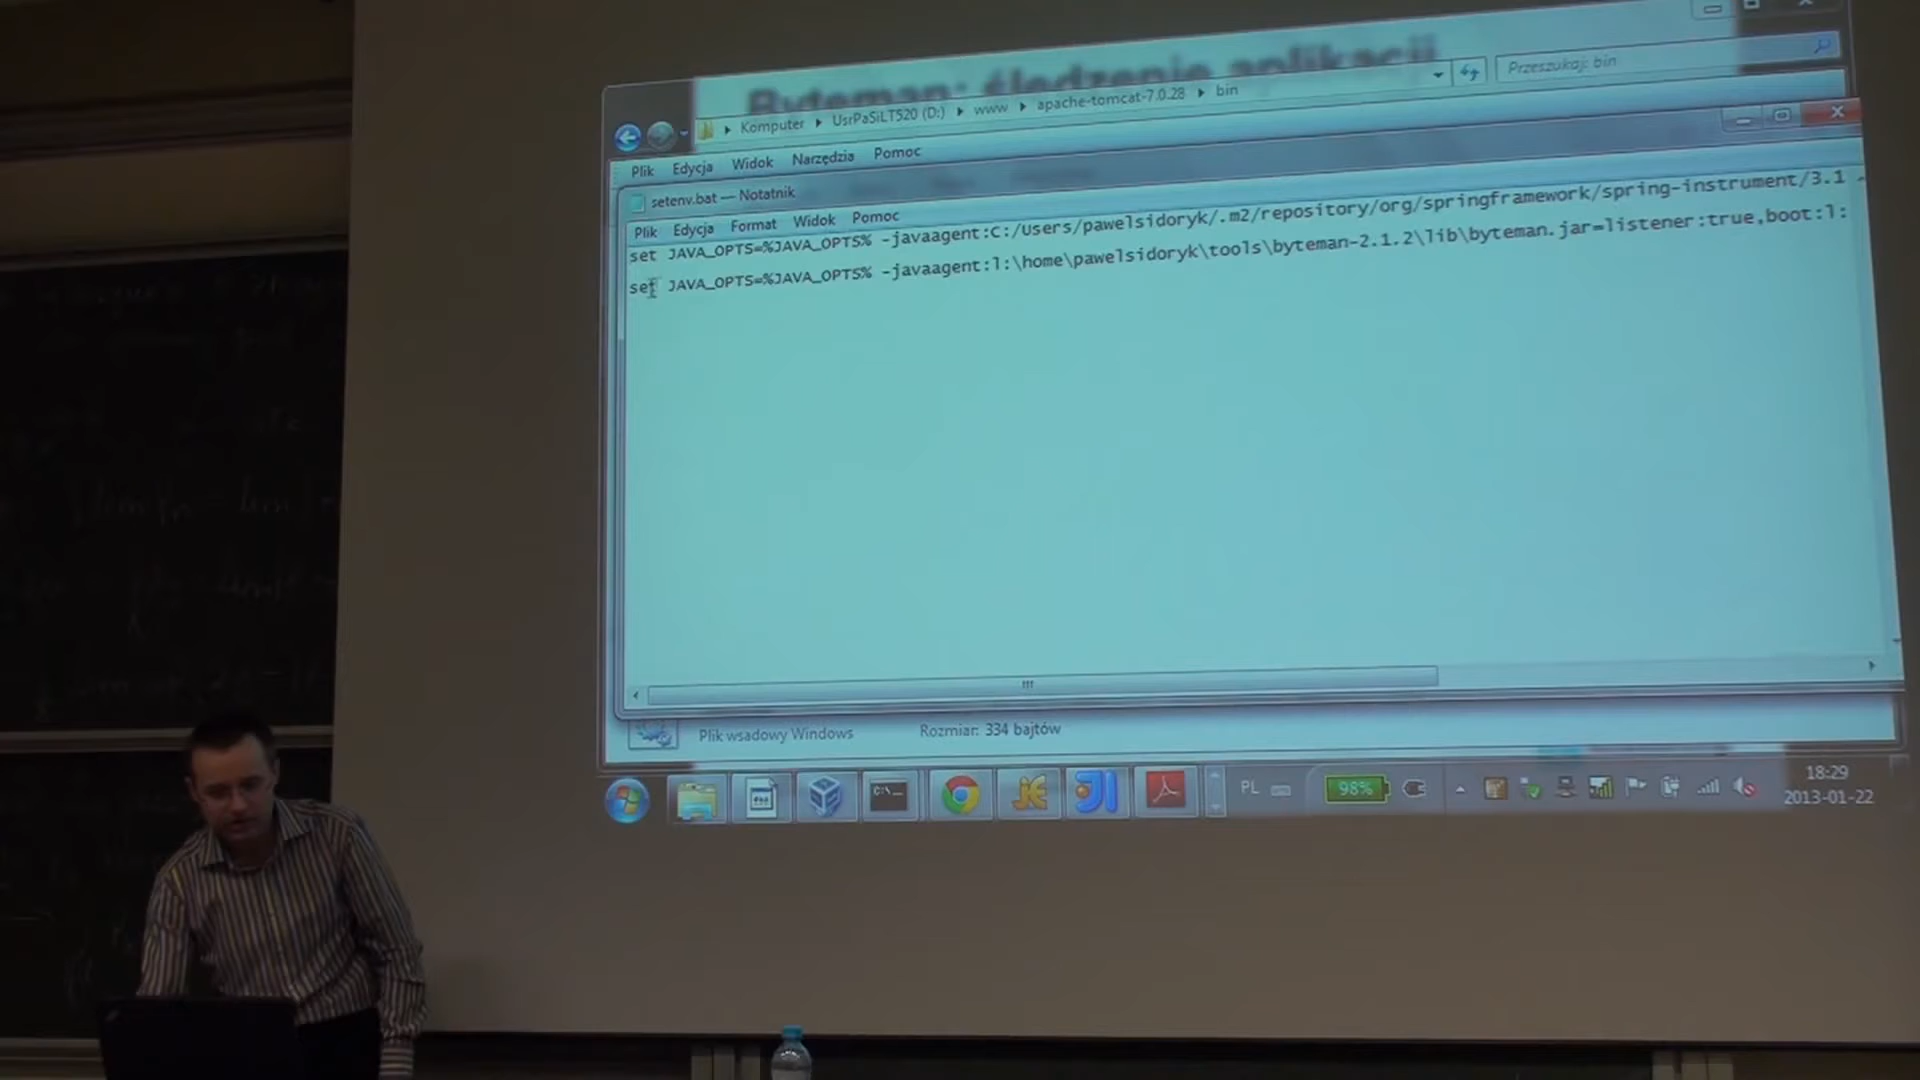 Byteman: śledzenie aplikacji
Komputer UsrPaSiLT520 (D:) www apache-tomcat-7.0.28 bin
Przeszukaj: bin
Plik Edycja Widok Narzędzia Pomoc
setenv.bat — Notatnik
Plik Edycja Format Widok Pomoc
set JAVA_OPTS=%JAVA_OPTS% -javaagent:C:/Users/pawelsidoryk/.m2/repository/org/springframework/spring-instrument/3.1
set JAVA_OPTS=%JAVA_OPTS% -javaagent:l:\home\pawelsidoryk\tools\byteman-2.1.2\lib\byteman.jar=listener:true,boot:l:
Plik wsadowy Windows Rozmiar: 334 bajtów
C:\_
PL
98%
18:29
2013-01-22